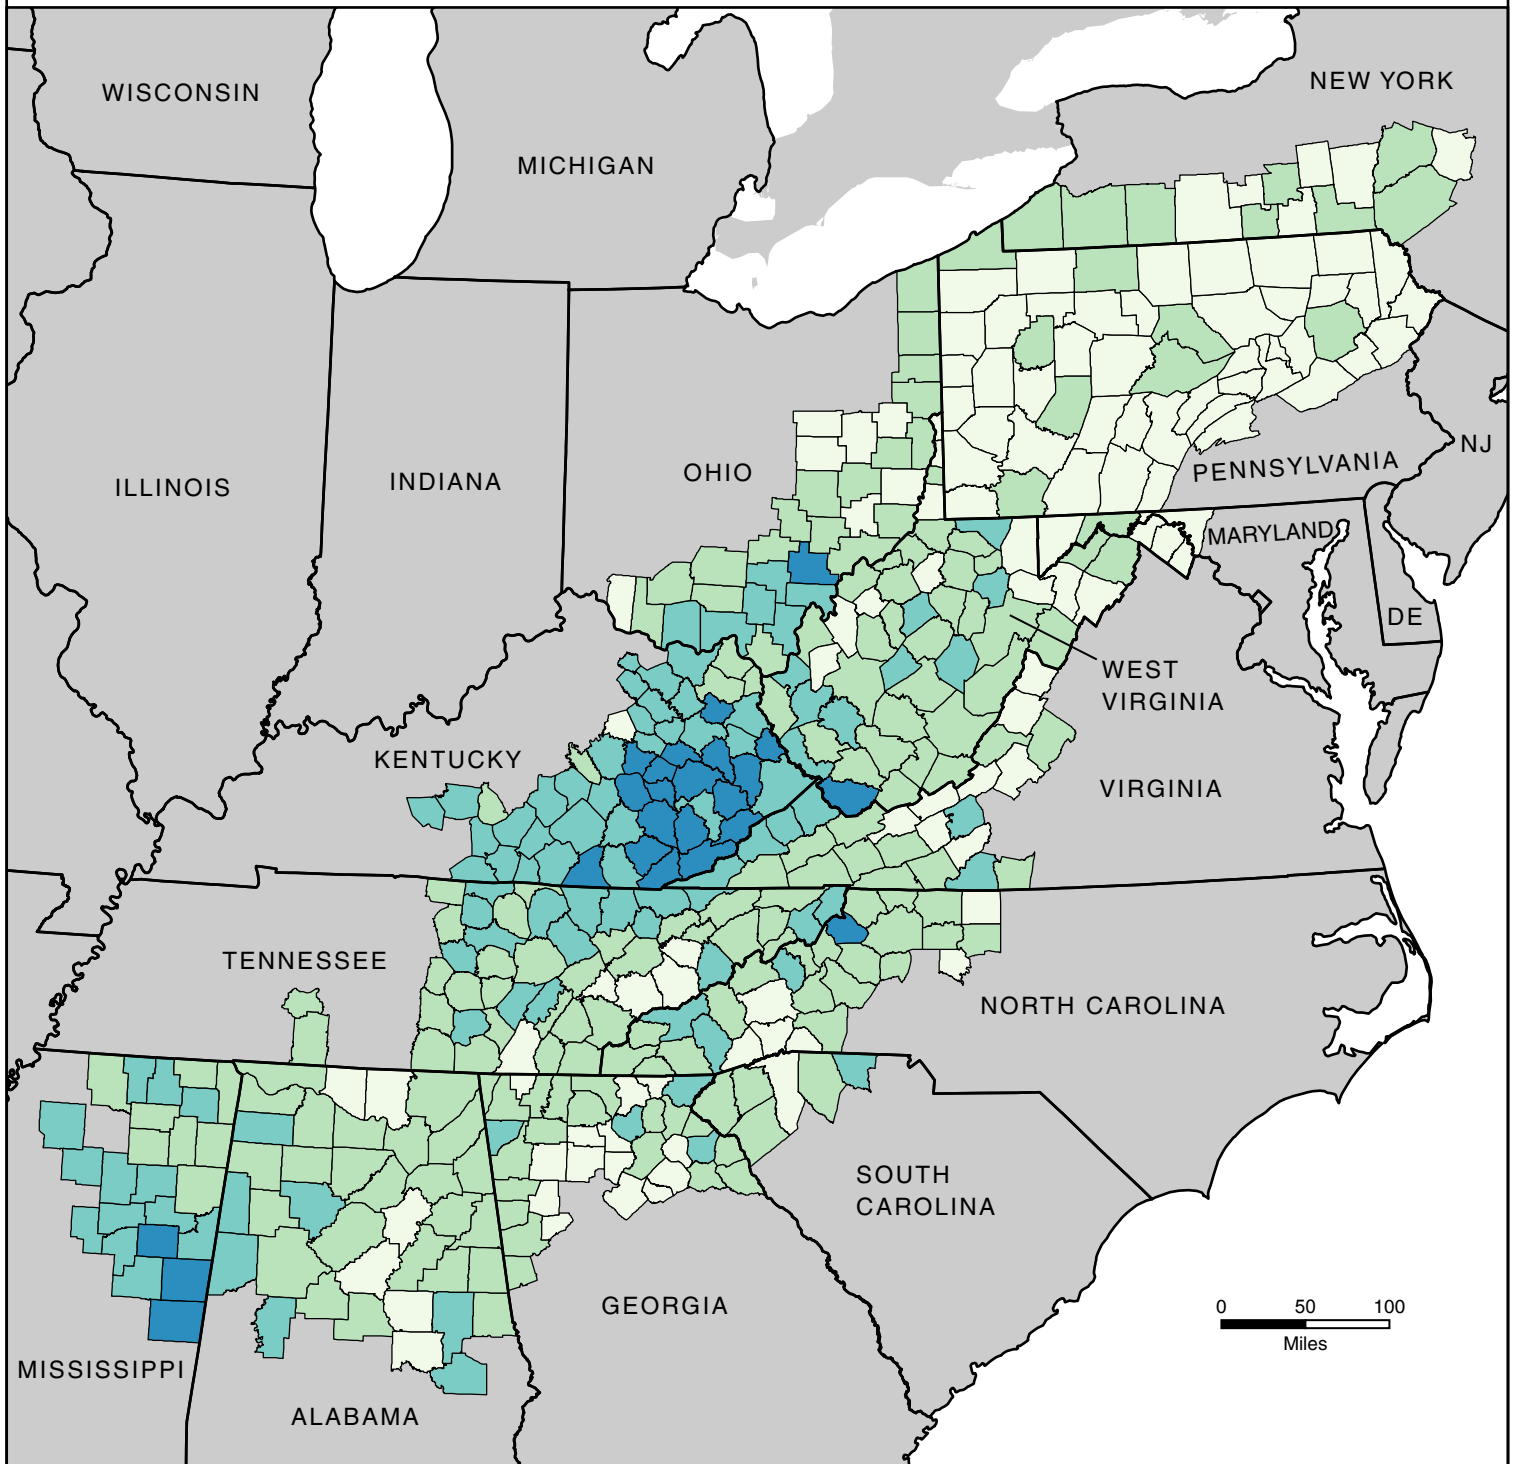 NEW YORK
WISCONSIN
MICHIGAN
NJ
PENNSYLVANIA
OHIO
INDIANA
ILLINOIS
MARYLAND
DE
WEST
VIRGINIA
KENTUCKY
VIRGINIA
TENNESSEE
NORTH CAROLINA
SOUTH
CAROLINA
GEORGIA
0 50 100
Miles
MISSISSIPPI
ALABAMA